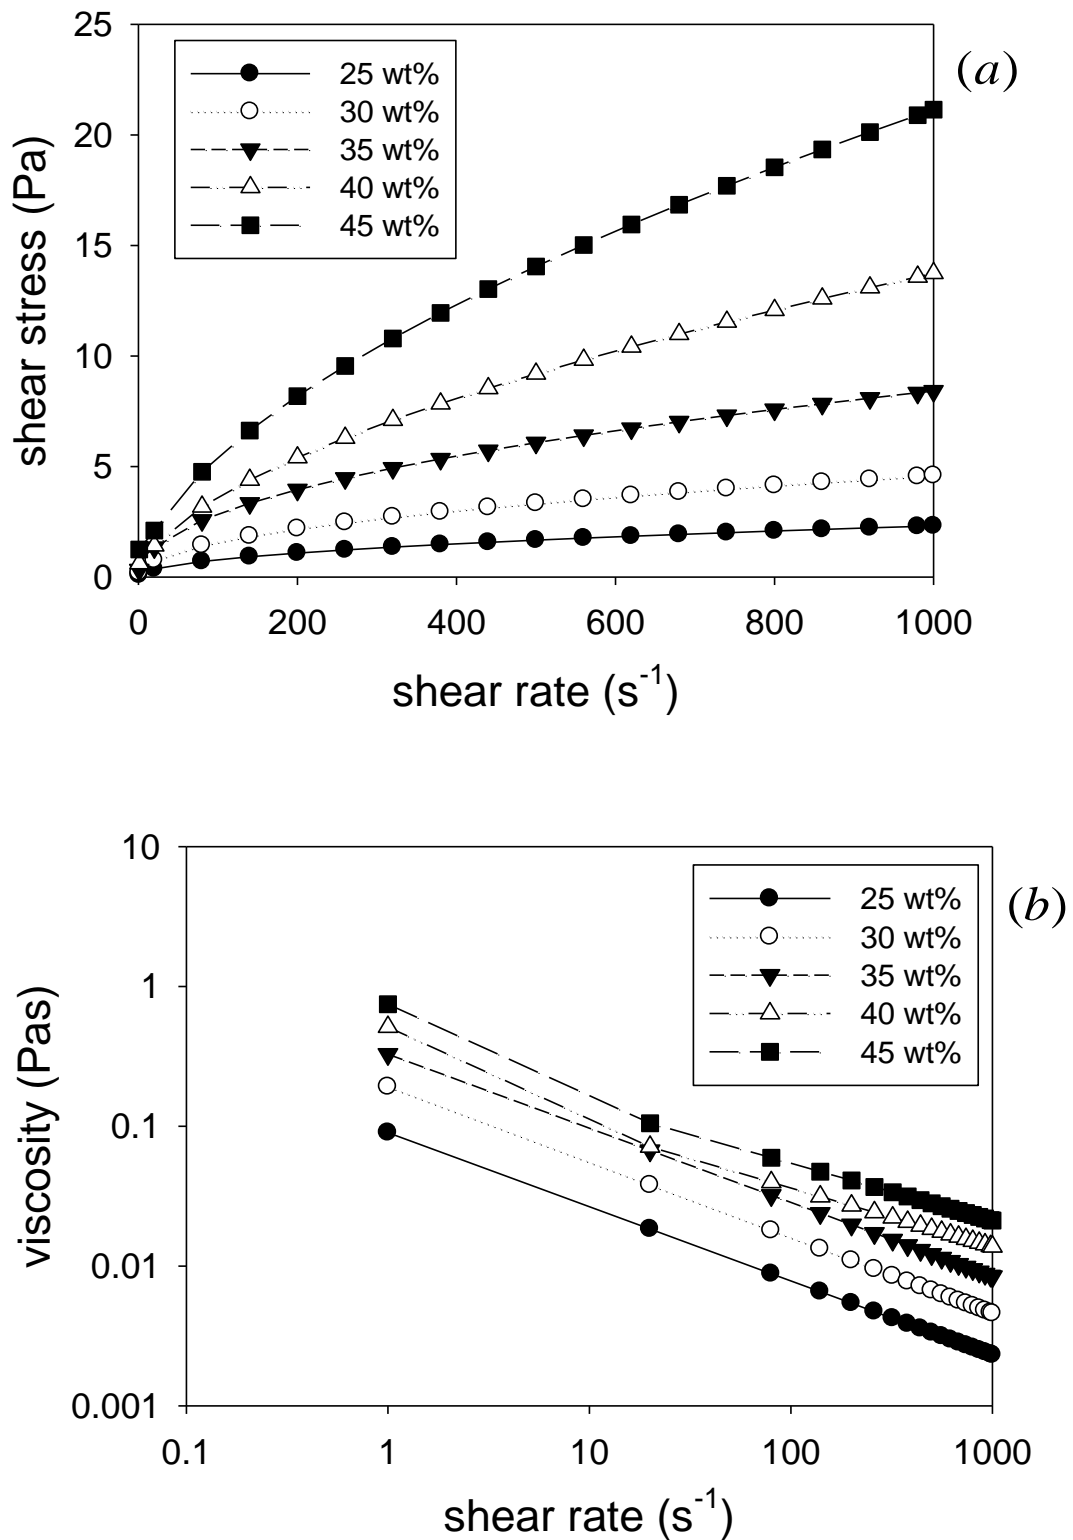 25
20
15
10
5
0
shear stress (Pa)
25 wt%
30 wt%
35 wt%
40 wt%
45 wt%
(a)
0 200 400 600 800 1000
shear rate (s⁻¹)
10
1
0.1
0.01
0.001
viscosity (Pas)
25 wt%
30 wt%
35 wt%
40 wt%
45 wt%
(b)
0.1 1 10 100 1000
shear rate (s⁻¹)